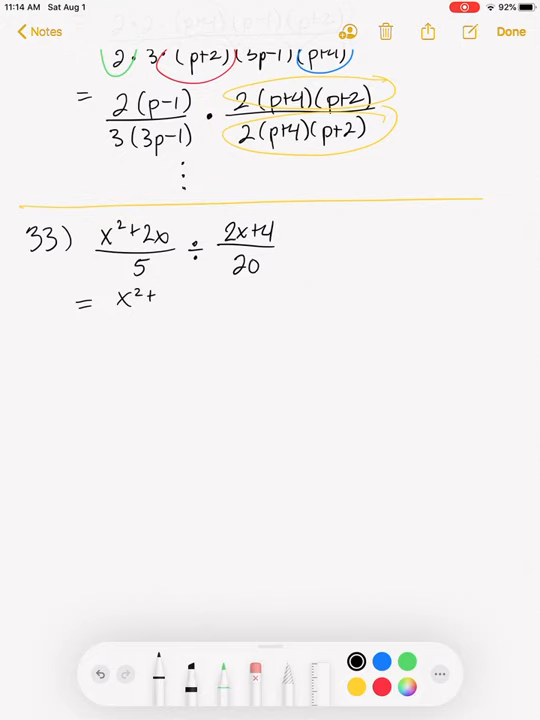 11:14 AM Sat Aug 1 92%
Notes Done
2 · 3 · (p+2)(3p-1)(p+4)
= 2(p-1)/3(3p-1) · 2(p+4)(p+2)/2(p+4)(p+2)
⋮
33) x²+2x/5 ÷ 2x+4/20
= x²+